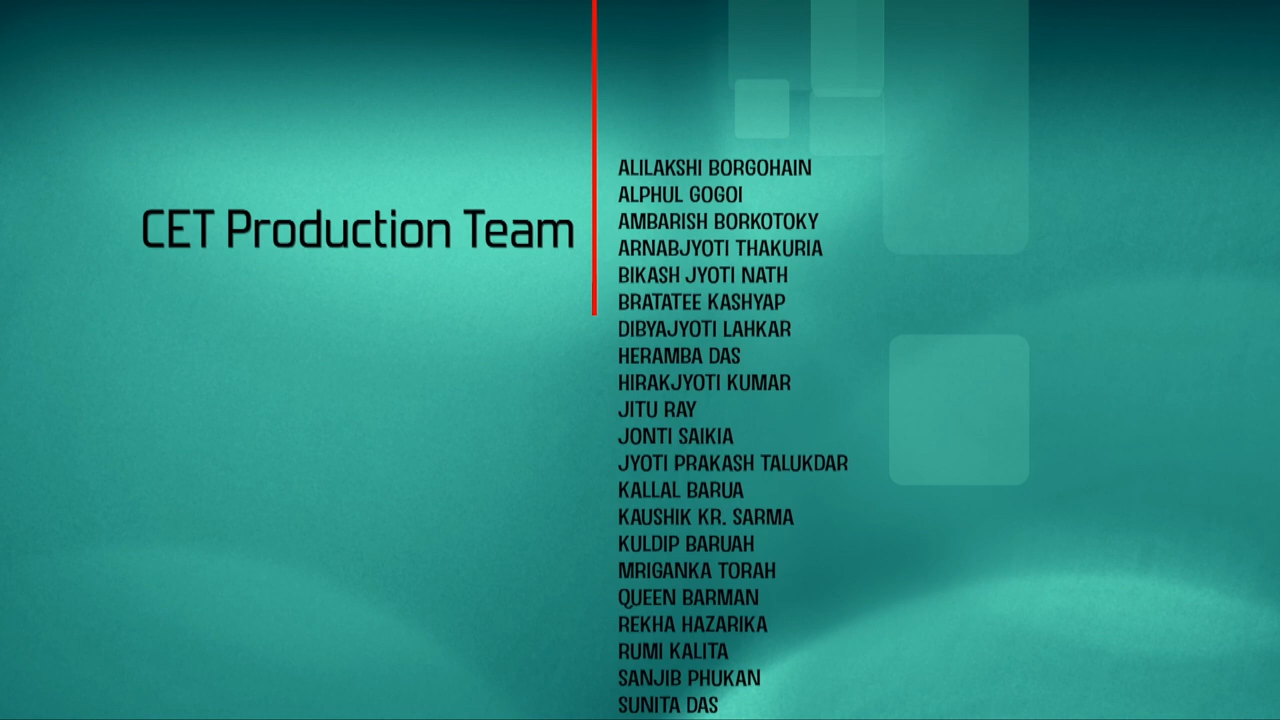 CET Production Team
ALILAKSHI BORGOHAIN
ALPHUL GOGOI
AMBARISH BORKOTOKY
ARNABJYOTI THAKURIA
BIKASH JYOTI NATH
BRATATEE KASHYAP
DIBYAJYOTI LAHKAR
HERAMBA DAS
HIRAKJYOTI KUMAR
JITU RAY
JONTI SAIKIA
JYOTI PRAKASH TALUKDAR
KALLAL BARUA
KAUSHIK KR. SARMA
KULDIP BARUAH
MRIGANKA TORAH
QUEEN BARMAN
REKHA HAZARIKA
RUMI KALITA
SANJIB PHUKAN
SUNITA DAS